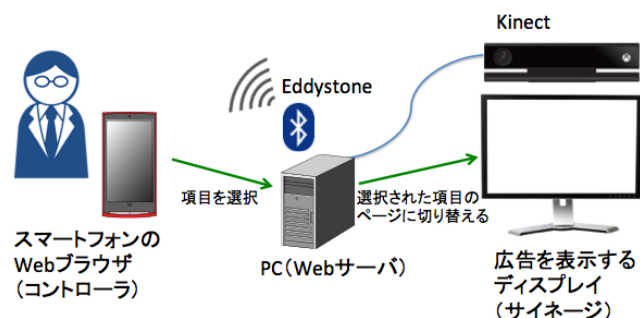 Kinect
Eddystone
項目を選択
選択された項目の
ページに切り替える
スマートフォンの
Webブラウザ
(コントローラ)
PC(Webサーバ)
広告を表示する
ディスプレイ
(サイネージ)